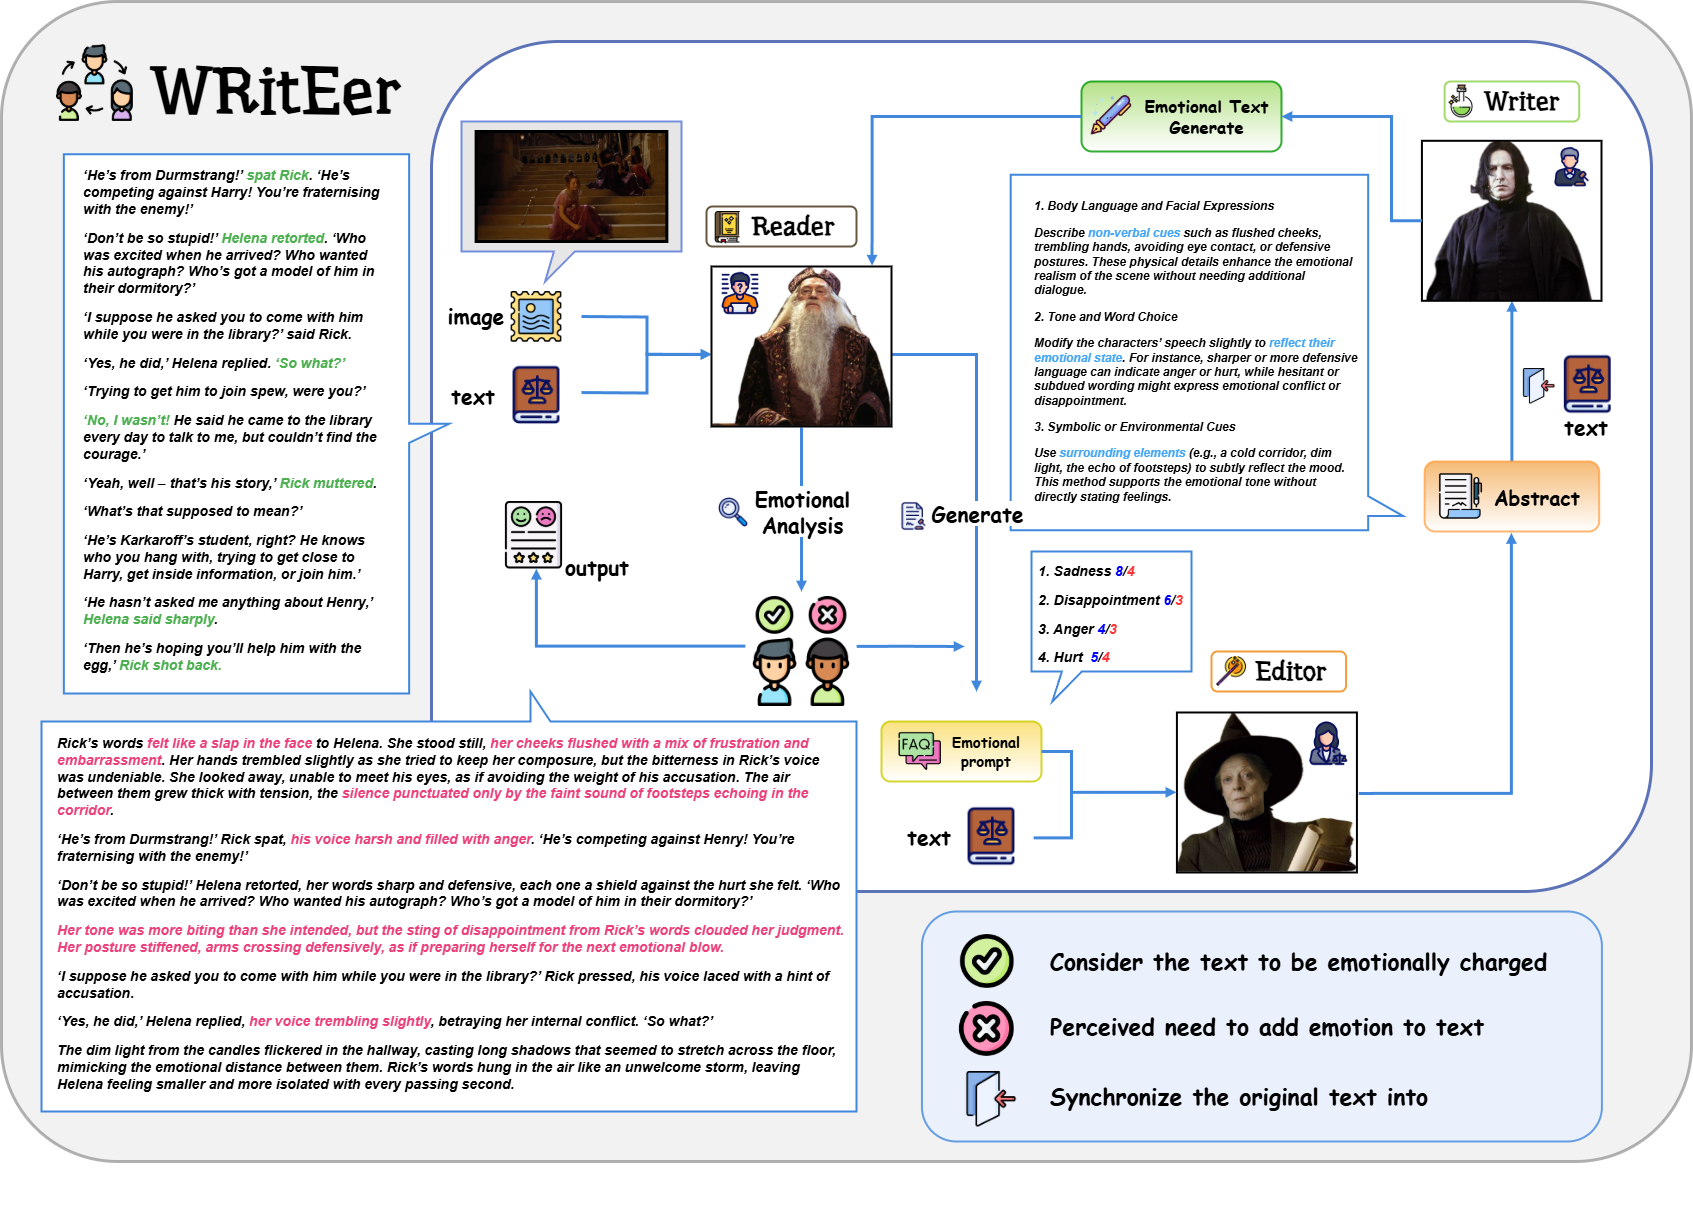 WRitEer
‘He’s from Durmstrang!’ spat Rick. ‘He’s
competing against Harry! You’re fraternising
with the enemy!’
‘Don’t be so stupid!’ Helena retorted. ‘Who
was excited when he arrived? Who wanted
his autograph? Who’s got a model of him in
their dormitory?’
‘I suppose he asked you to come with him
while you were in the library?’ said Rick.
‘Yes, he did,’ Helena replied. ‘So what?’
‘Trying to get him to join spew, were you?’
‘No, I wasn’t! He said he came to the library
every day to talk to me, but couldn’t find the
courage.’
‘Yeah, well – that’s his story,’ Rick muttered.
‘What’s that supposed to mean?’
‘He’s Karkaroff’s student, right? He knows
who you hang with, trying to get close to
Harry, get inside information, or join him.’
‘He hasn’t asked me anything about Henry,’
Helena said sharply.
‘Then he’s hoping you’ll help him with the
egg,’ Rick shot back.
image
text
Reader
Emotional Text
Generate
Writer
1. Body Language and Facial Expressions
Describe non-verbal cues such as flushed cheeks,
trembling hands, avoiding eye contact, or defensive
postures. These physical details enhance the emotional
realism of the scene without needing additional
dialogue.
2. Tone and Word Choice
Modify the characters’ speech slightly to reflect their
emotional state. For instance, sharper or more defensive
language can indicate anger or hurt, while hesitant or
subdued wording might express emotional conflict or
disappointment.
3. Symbolic or Environmental Cues
Use surrounding elements (e.g., a cold corridor, dim
light, the echo of footsteps) to subtly reflect the mood.
This method supports the emotional tone without
directly stating feelings.
text
Abstract
Emotional
Analysis
Generate
output
1. Sadness 8/4
2. Disappointment 6/3
3. Anger 4/3
4. Hurt 5/4
Editor
FAQ
Emotional
prompt
text
Rick’s words felt like a slap in the face to Helena. She stood still, her cheeks flushed with a mix of frustration and
embarrassment. Her hands trembled slightly as she tried to keep her composure, but the bitterness in Rick’s voice
was undeniable. She looked away, unable to meet his eyes, as if avoiding the weight of his accusation. The air
between them grew thick with tension, the silence punctuated only by the faint sound of footsteps echoing in the
corridor.
‘He’s from Durmstrang!’ Rick spat, his voice harsh and filled with anger. ‘He’s competing against Henry! You’re
fraternising with the enemy!’
‘Don’t be so stupid!’ Helena retorted, her words sharp and defensive, each one a shield against the hurt she felt. ‘Who
was excited when he arrived? Who wanted his autograph? Who’s got a model of him in their dormitory?’
Her tone was more biting than she intended, but the sting of disappointment from Rick’s words clouded her judgment.
Her posture stiffened, arms crossing defensively, as if preparing herself for the next emotional blow.
‘I suppose he asked you to come with him while you were in the library?’ Rick pressed, his voice laced with a hint of
accusation.
‘Yes, he did,’ Helena replied, her voice trembling slightly, betraying her internal conflict. ‘So what?’
The dim light from the candles flickered in the hallway, casting long shadows that seemed to stretch across the floor,
mimicking the emotional distance between them. Rick’s words hung in the air like an unwelcome storm, leaving
Helena feeling smaller and more isolated with every passing second.
Consider the text to be emotionally charged
Perceived need to add emotion to text
Synchronize the original text into